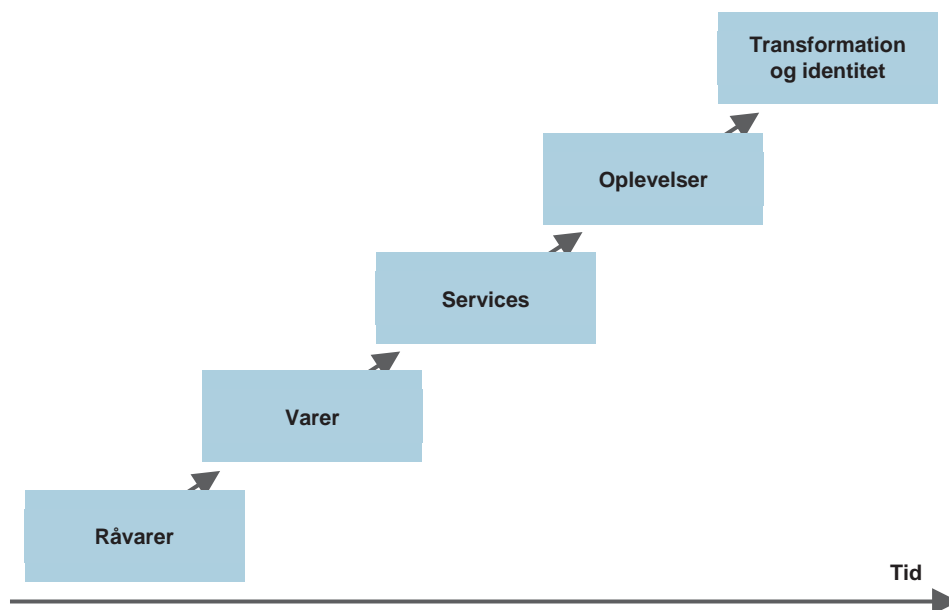 Transformation
og identitet
Oplevelser
Services
Varer
Råvarer
Tid